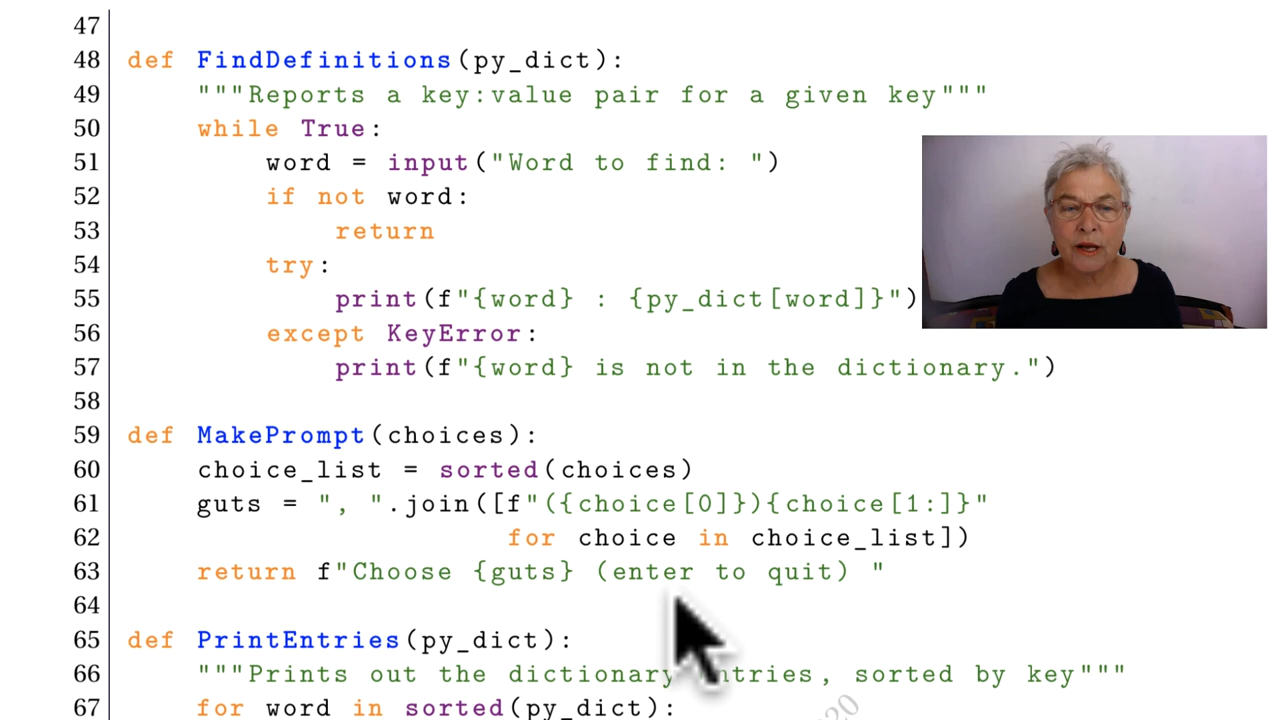 47
48 def FindDefinitions(py_dict):
49 """Reports a key:value pair for a given key"""
50 while True:
51 word = input("Word to find: ")
52 if not word:
53 return
54 try:
55 print(f"{word} : {py_dict[word]}")
56 except KeyError:
57 print(f"{word} is not in the dictionary.")
58
59 def MakePrompt(choices):
60 choice_list = sorted(choices)
61 guts = ", ".join([f"({choice[0]}){choice[1:]}"
62 for choice in choice_list])
63 return f"Choose {guts} (enter to quit) "
64
65 def PrintEntries(py_dict):
66 """Prints out the dictionary entries, sorted by key"""
67 for word in sorted(py_dict):